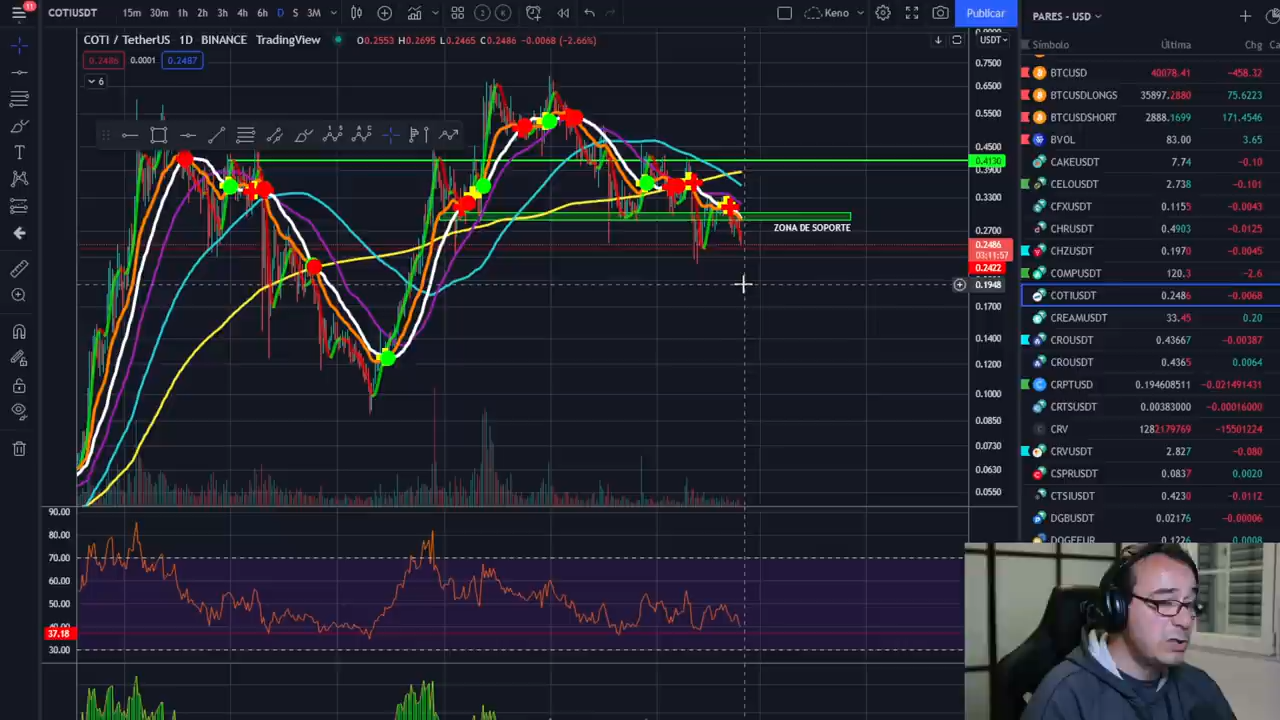 11
COTIUSDT 15m 30m 1h 2h 3h 4h 6h D S 3M Keno Publicar
COTI / TetherUS 1D BINANCE TradingView O0.2553 H0.2695 L0.2465 C0.2486 -0.0068 (-2.66%)
0.2486 0.0001 0.2487
6
USDT
0.7500
0.6500
0.5500
0.4500
0.4130
0.3900
0.3300
0.2700
0.2486
03:11:57
0.2422
0.1948
0.1700
0.1400
0.1200
0.1000
0.0850
0.0730
0.0630
0.0550
ZONA DE SOPORTE
90.00
80.00
70.00
60.00
50.00
37.18
30.00
PARES - USD
Símbolo Última Chg
BTCUSD 40078.41 -458.32
BTCUSDLONGS 35897.2880 75.6223
BTCUSDSHORT 2888.1699 171.4546
BVOL 83.00 3.65
CAKEUSDT 7.74 -0.10
CELOUSDT 2.738 -0.101
CFXUSDT 0.1155 -0.0043
CHRUSDT 0.4903 -0.0125
CHZUSDT 0.1970 -0.0045
COMPUSDT 120.3 -2.6
COTIUSDT 0.2486 -0.0068
CREAMUSDT 33.45 0.20
CROUSDT 0.43667 -0.00387
CROUSDT 0.4365 0.0064
CRPTUSD 0.194608511 -0.021491431
CRTSUSDT 0.00383000 -0.00016000
CRV 1282179769 -15501224
CRVUSDT 2.827 -0.080
CSPRUSDT 0.0837 0.0020
CTSIUSDT 0.4230 -0.0112
DGBUSDT 0.02176 -0.00006
DOGEEUR 0.1226 0.0008